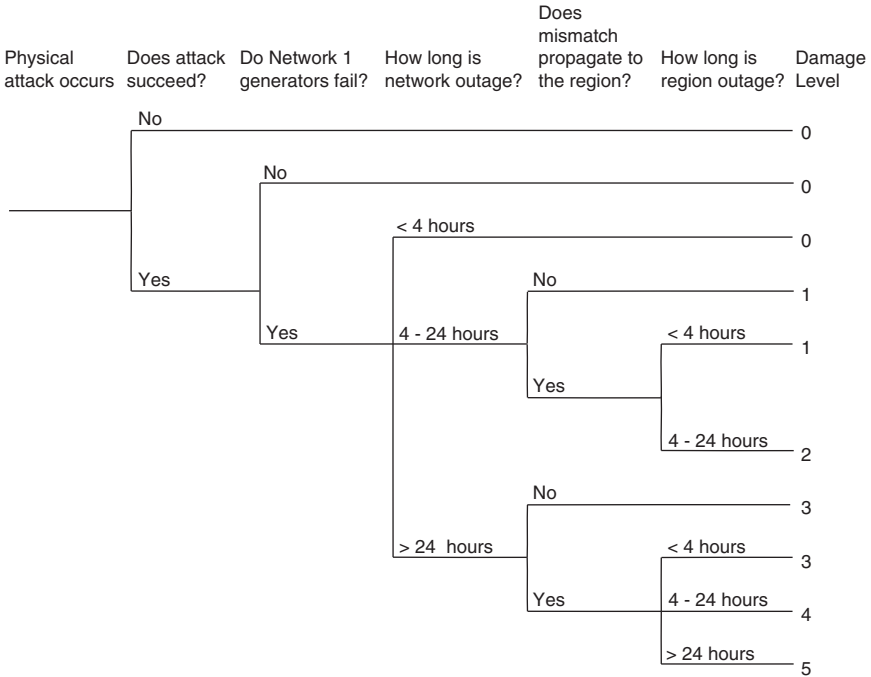 Physical
attack occurs
Does attack
succeed?
Do Network 1
generators fail?
How long is
network outage?
Does
mismatch
propagate to
the region?
How long is
region outage?
Damage
Level
No
0
No
0
< 4 hours
0
Yes
No
1
Yes
4 - 24 hours
< 4 hours
1
Yes
4 - 24 hours
2
No
3
> 24 hours
< 4 hours
3
Yes
4 - 24 hours
4
> 24 hours
5